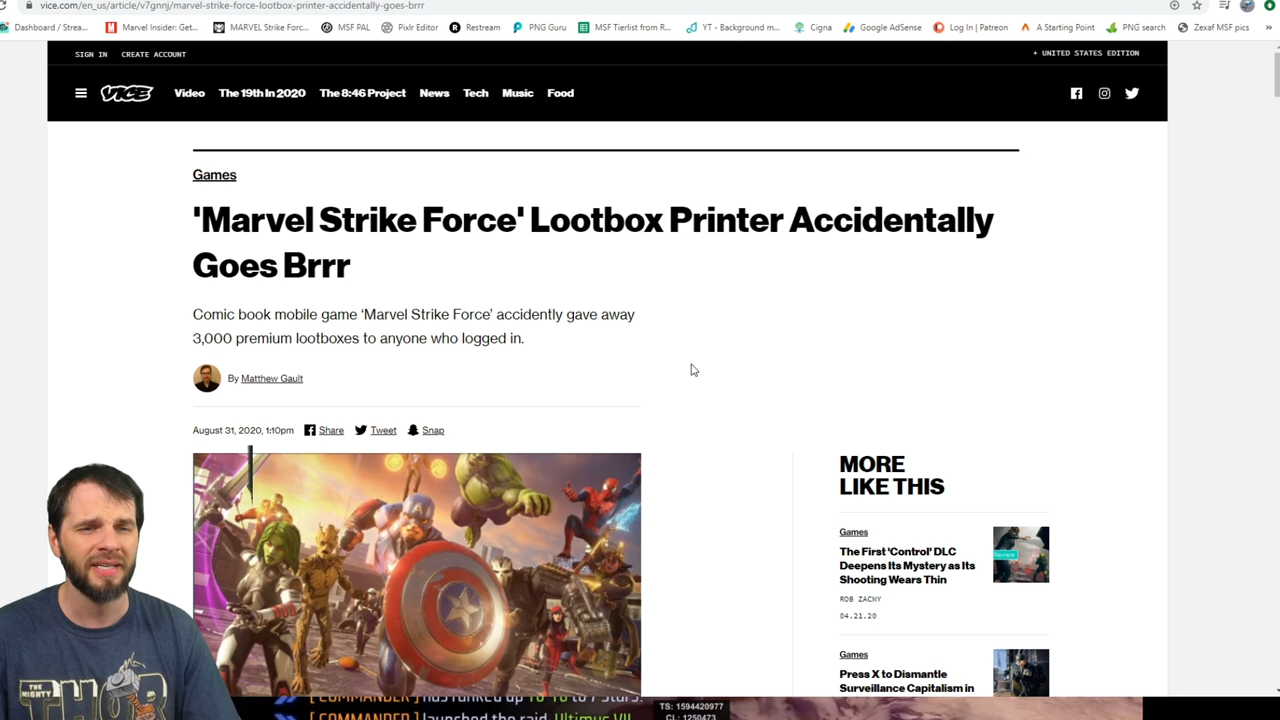 vice.com/en_us/article/v7gnnj/marvel-strike-force-lootbox-printer-accidentally-goes-brrr
Dashboard / Strea... Marvel Insider: Get... MARVEL Strike Forc... MSF PAL Pixlr Editor Restream PNG Guru MSF Tierlist from R... YT - Background m... Cigna Google AdSense Log In | Patreon A Starting Point PNG search Zexaf MSF pics »
SIGN IN CREATE ACCOUNT + UNITED STATES EDITION
VICE Video The 19th In 2020 The 8:46 Project News Tech Music Food
Games
'Marvel Strike Force' Lootbox Printer Accidentally
Goes Brrr
Comic book mobile game ‘Marvel Strike Force’ accidently gave away
3,000 premium lootboxes to anyone who logged in.
By Matthew Gault
August 31, 2020, 1:10pm Share Tweet Snap
MORE
LIKE THIS
Games
The First ‘Control’ DLC
Deepens Its Mystery as Its
Shooting Wears Thin
Review
ROB ZACNY
04.21.20
Games
Press X to Dismantle
Surveillance Capitalism in
THE MIGHTY
THOR
[COMMANDER] has ranked up to 7 Stars.
[COMMANDER] launched the raid, Ultimus VII
TS: 1594420977
CL: 1250473